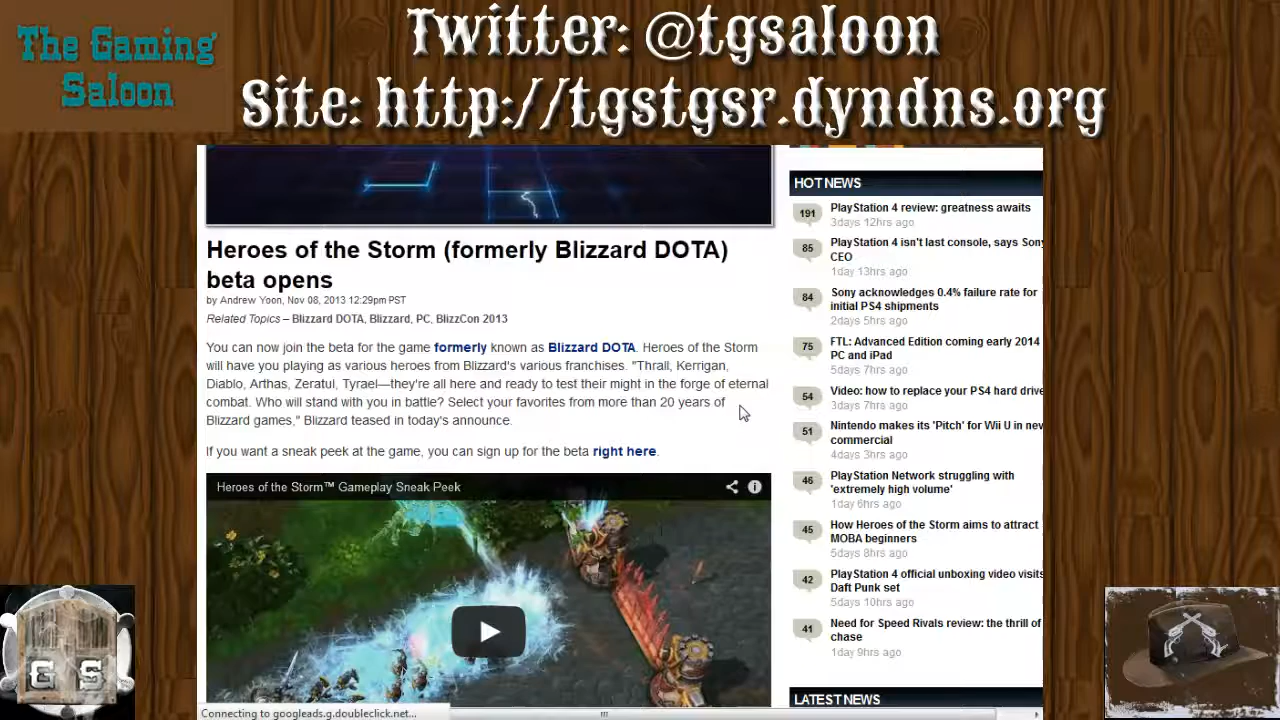 The Gaming
Saloon
Twitter: @tgsaloon
Site: http://tgstgsr.dyndns.org
Heroes of the Storm (formerly Blizzard DOTA)
beta opens
by Andrew Yoon, Nov 08, 2013 12:29pm PST
Related Topics – Blizzard DOTA, Blizzard, PC, BlizzCon 2013
You can now join the beta for the game formerly known as Blizzard DOTA. Heroes of the Storm
will have you playing as various heroes from Blizzard's various franchises. "Thrall, Kerrigan,
Diablo, Arthas, Zeratul, Tyrael—they're all here and ready to test their might in the forge of eternal
combat. Who will stand with you in battle? Select your favorites from more than 20 years of
Blizzard games," Blizzard teased in today's announce.
If you want a sneak peek at the game, you can sign up for the beta right here.
Heroes of the Storm™ Gameplay Sneak Peek
HOT NEWS
191 PlayStation 4 review: greatness awaits
3days 12hrs ago
85 PlayStation 4 isn't last console, says Sony
CEO
1day 13hrs ago
84 Sony acknowledges 0.4% failure rate for
initial PS4 shipments
2days 5hrs ago
75 FTL: Advanced Edition coming early 2014
PC and iPad
5days 7hrs ago
54 Video: how to replace your PS4 hard drive
3days 7hrs ago
51 Nintendo makes its 'Pitch' for Wii U in new
commercial
4days 3hrs ago
46 PlayStation Network struggling with
'extremely high volume'
1day 6hrs ago
45 How Heroes of the Storm aims to attract
MOBA beginners
5days 8hrs ago
42 PlayStation 4 official unboxing video visits
Daft Punk set
5days 10hrs ago
41 Need for Speed Rivals review: the thrill of
chase
1day 9hrs ago
LATEST NEWS
Connecting to googleads.g.doubleclick.net...
G S